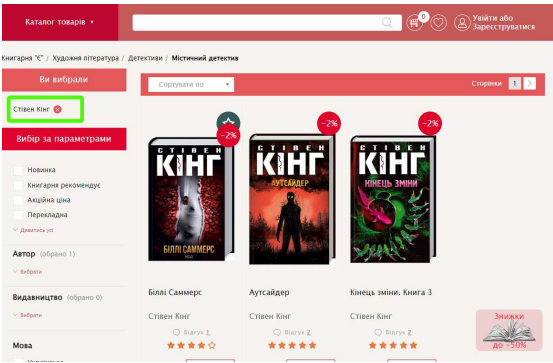 Каталог товарів
0
Увійти або
Зареєструватися
Книгарня "Є" / Художня література / Детективи / Містичний детектив
Ви вибрали
Сортувати по
Сторінки 1 >
Стівен Кінг
Вибір за параметрами
Новинка
Книгарня рекомендує
Акційна ціна
Перекладна
Дивитись усі
Автор (обрано 1)
Вибрати
Видавництво (обрано 0)
Вибрати
Мова
Українська
-2%
СТІВЕН
КІНГ
БІЛЛІ САММЕРС
Біллі Саммерс
Стівен Кінг
Відгук 1
-2%
СТІВЕН
КІНГ
АУТСАЙДЕР
Аутсайдер
Стівен Кінг
Відгук 2
-2%
СТІВЕН
КІНГ
КІНЕЦЬ ЗМІНИ
Кінець зміни. Книга 3
Стівен Кінг
Відгук 2
Знижки
до -50%